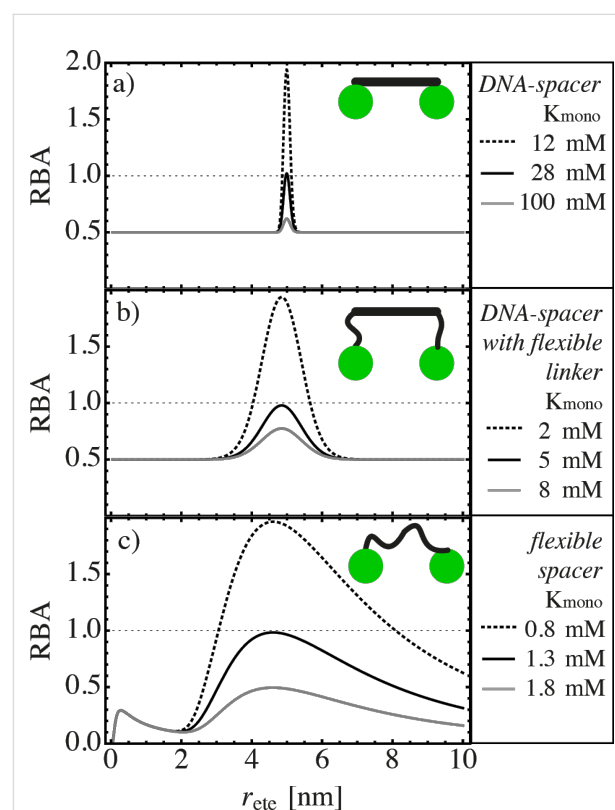 a)
2.0
1.0
0.5
RBA
DNA-spacer
Kmono
12 mM
28 mM
100 mM
b)
1.5
1.0
0.5
RBA
DNA-spacer
with flexible
linker
Kmono
2 mM
5 mM
8 mM
c)
1.5
1.0
0.5
0.0
RBA
flexible
spacer
Kmono
0.8 mM
1.3 mM
1.8 mM
0 2 4 6 8 10
rete [nm]